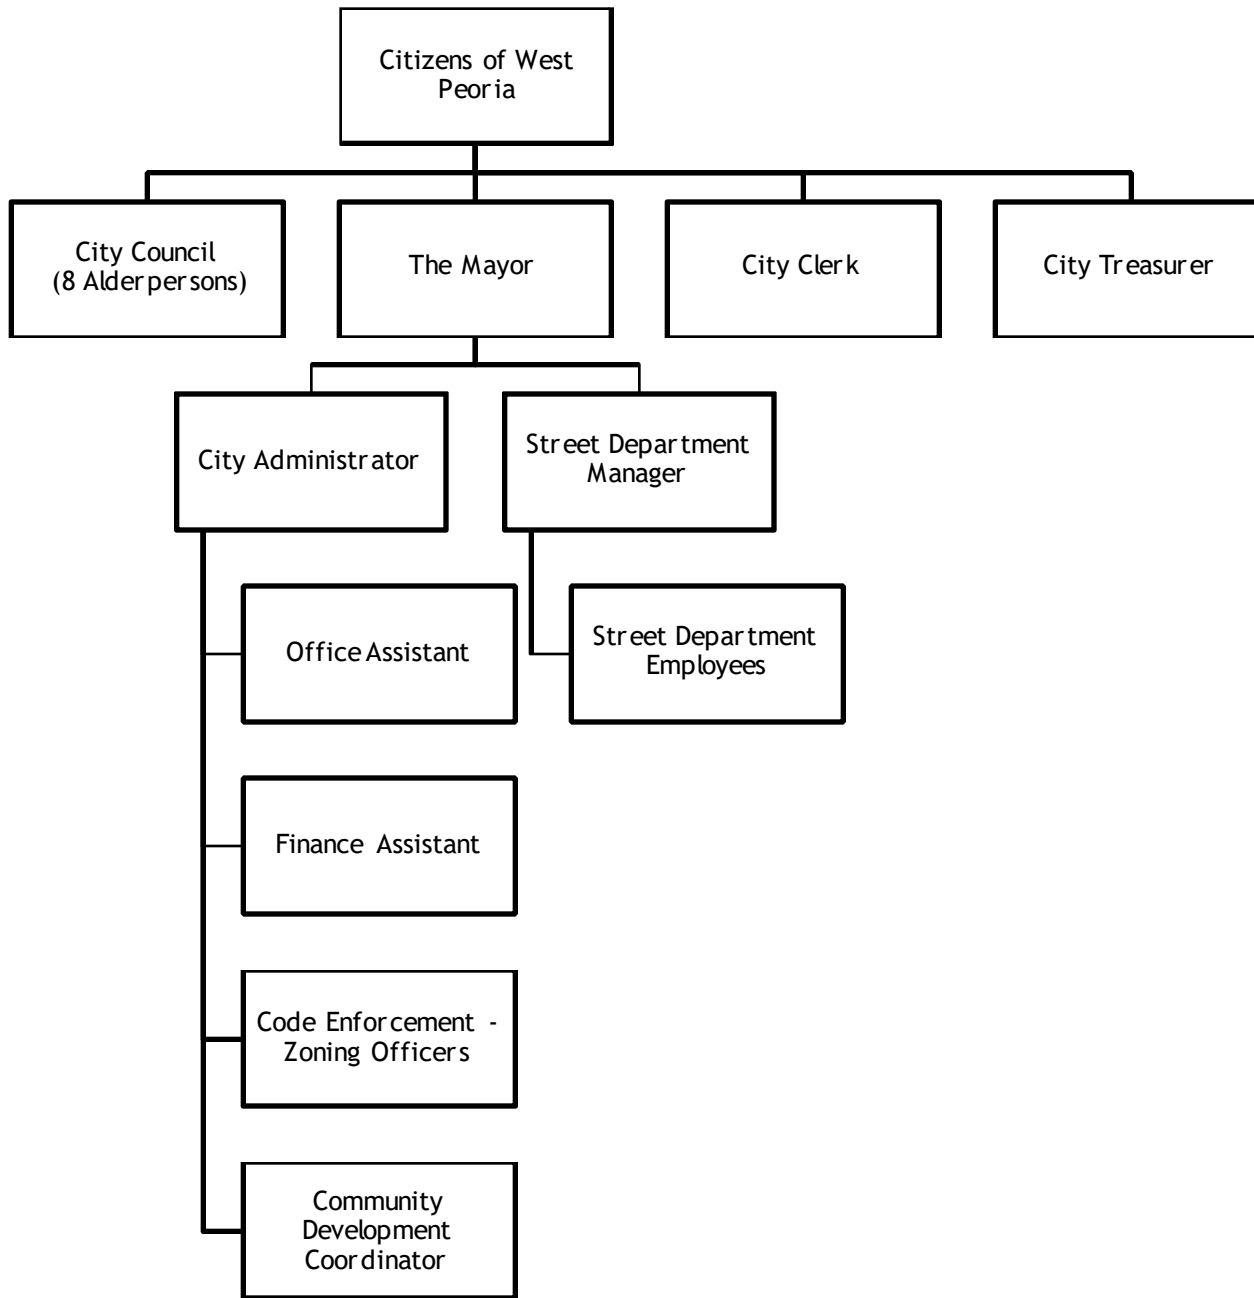 Citizens of West
Peoria
City Council
(8 Alderpersons)
The Mayor
City Clerk
City Treasurer
City Administrator
Street Department
Manager
Office Assistant
Street Department
Employees
Finance Assistant
Code Enforcement -
Zoning Officers
Community
Development
Coordinator